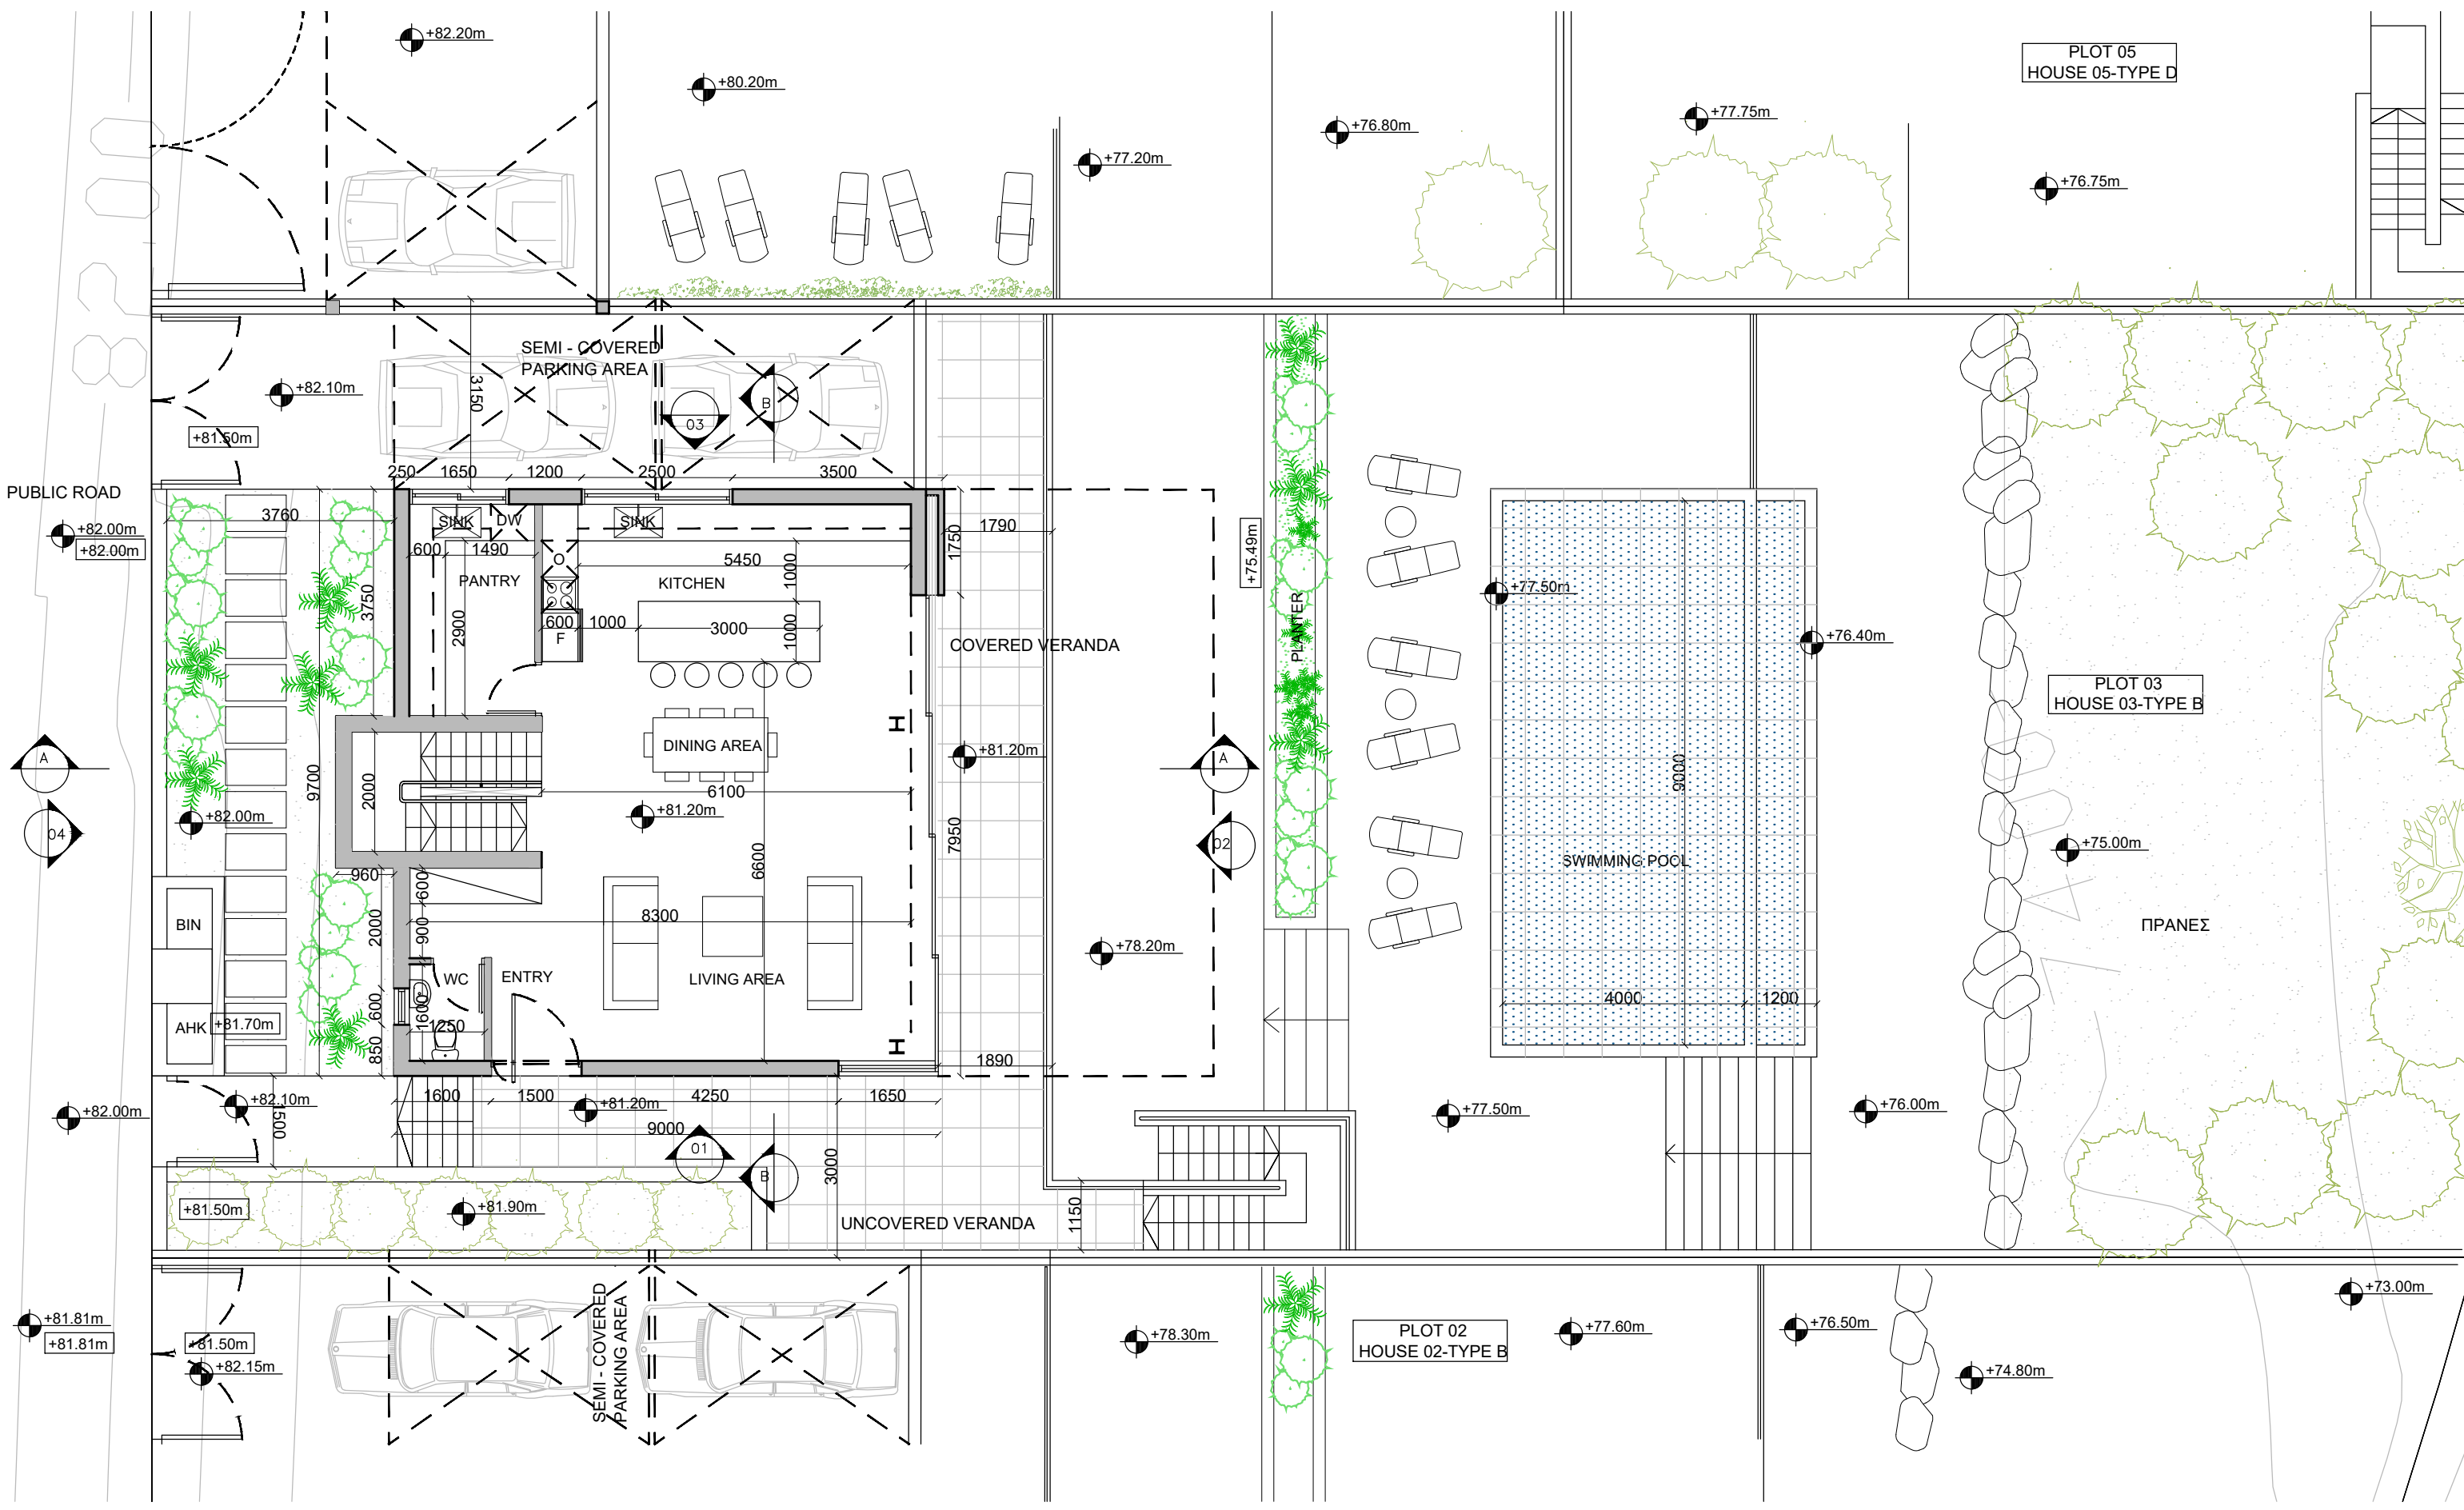 +82.20m
+80.20m
PLOT 05
HOUSE 05-TYPE D
+77.75m
+76.80m
+77.20m
+76.75m
SEMI - COVERED
PARKING AREA
3150
+82.10m
03
B
+81.50m
250
1650
1200
2500
3500
PUBLIC ROAD
3760
SINK
DW
SINK
+82.00m
+82.00m
1750
1790
+75.49m
600
1490
O
5450
1000
PANTRY
KITCHEN
+77.50m
3750
2900
600
1000
3000
1000
F
PLANTER
COVERED VERANDA
+76.40m
PLOT 03
HOUSE 03-TYPE B
H
DINING AREA
+81.20m
A
A
9700
2000
6100
9000
+82.00m
+81.20m
04
7950
02
+75.00m
SWIMMING POOL
6600
960
600
8300
BIN
2000
900
ΠΡΑΝΕΣ
+78.20m
WC
ENTRY
LIVING AREA
600
1600
4000
1200
AHK
+81.70m
1250
850
H
1890
1600
1500
4250
1650
+82.00m
+82.10m
1500
+81.20m
+77.50m
+76.00m
9000
01
B
3000
+81.50m
+81.90m
UNCOVERED VERANDA
1150
+73.00m
SEMI - COVERED
PARKING AREA
+81.81m
+81.81m
+81.50m
+82.15m
+78.30m
PLOT 02
HOUSE 02-TYPE B
+77.60m
+76.50m
+74.80m